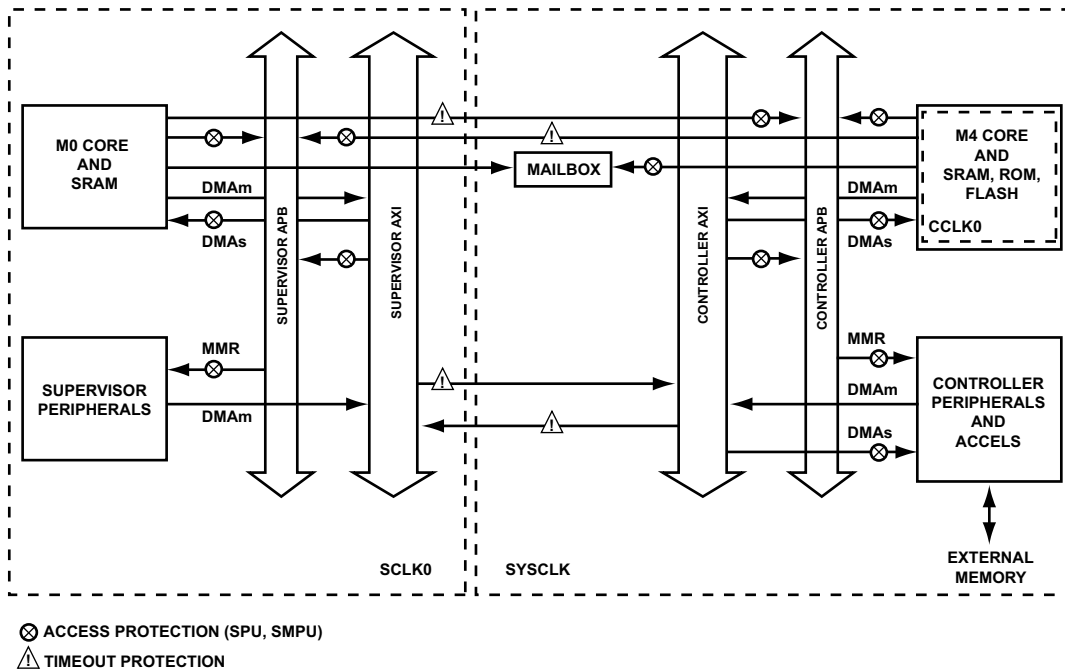 M0 CORE
AND
SRAM
DMAm
DMAs
SUPERVISOR APB
SUPERVISOR AXI
!
!
MAILBOX
CONTROLLER AXI
CONTROLLER APB
M4 CORE
AND
SRAM, ROM,
FLASH
CCLK0
DMAm
DMAs
SUPERVISOR
PERIPHERALS
MMR
DMAm
!
!
MMR
DMAm
DMAs
CONTROLLER
PERIPHERALS
AND
ACCELS
EXTERNAL
MEMORY
SCLK0
SYSCLK
ACCESS PROTECTION (SPU, SMPU)
! TIMEOUT PROTECTION